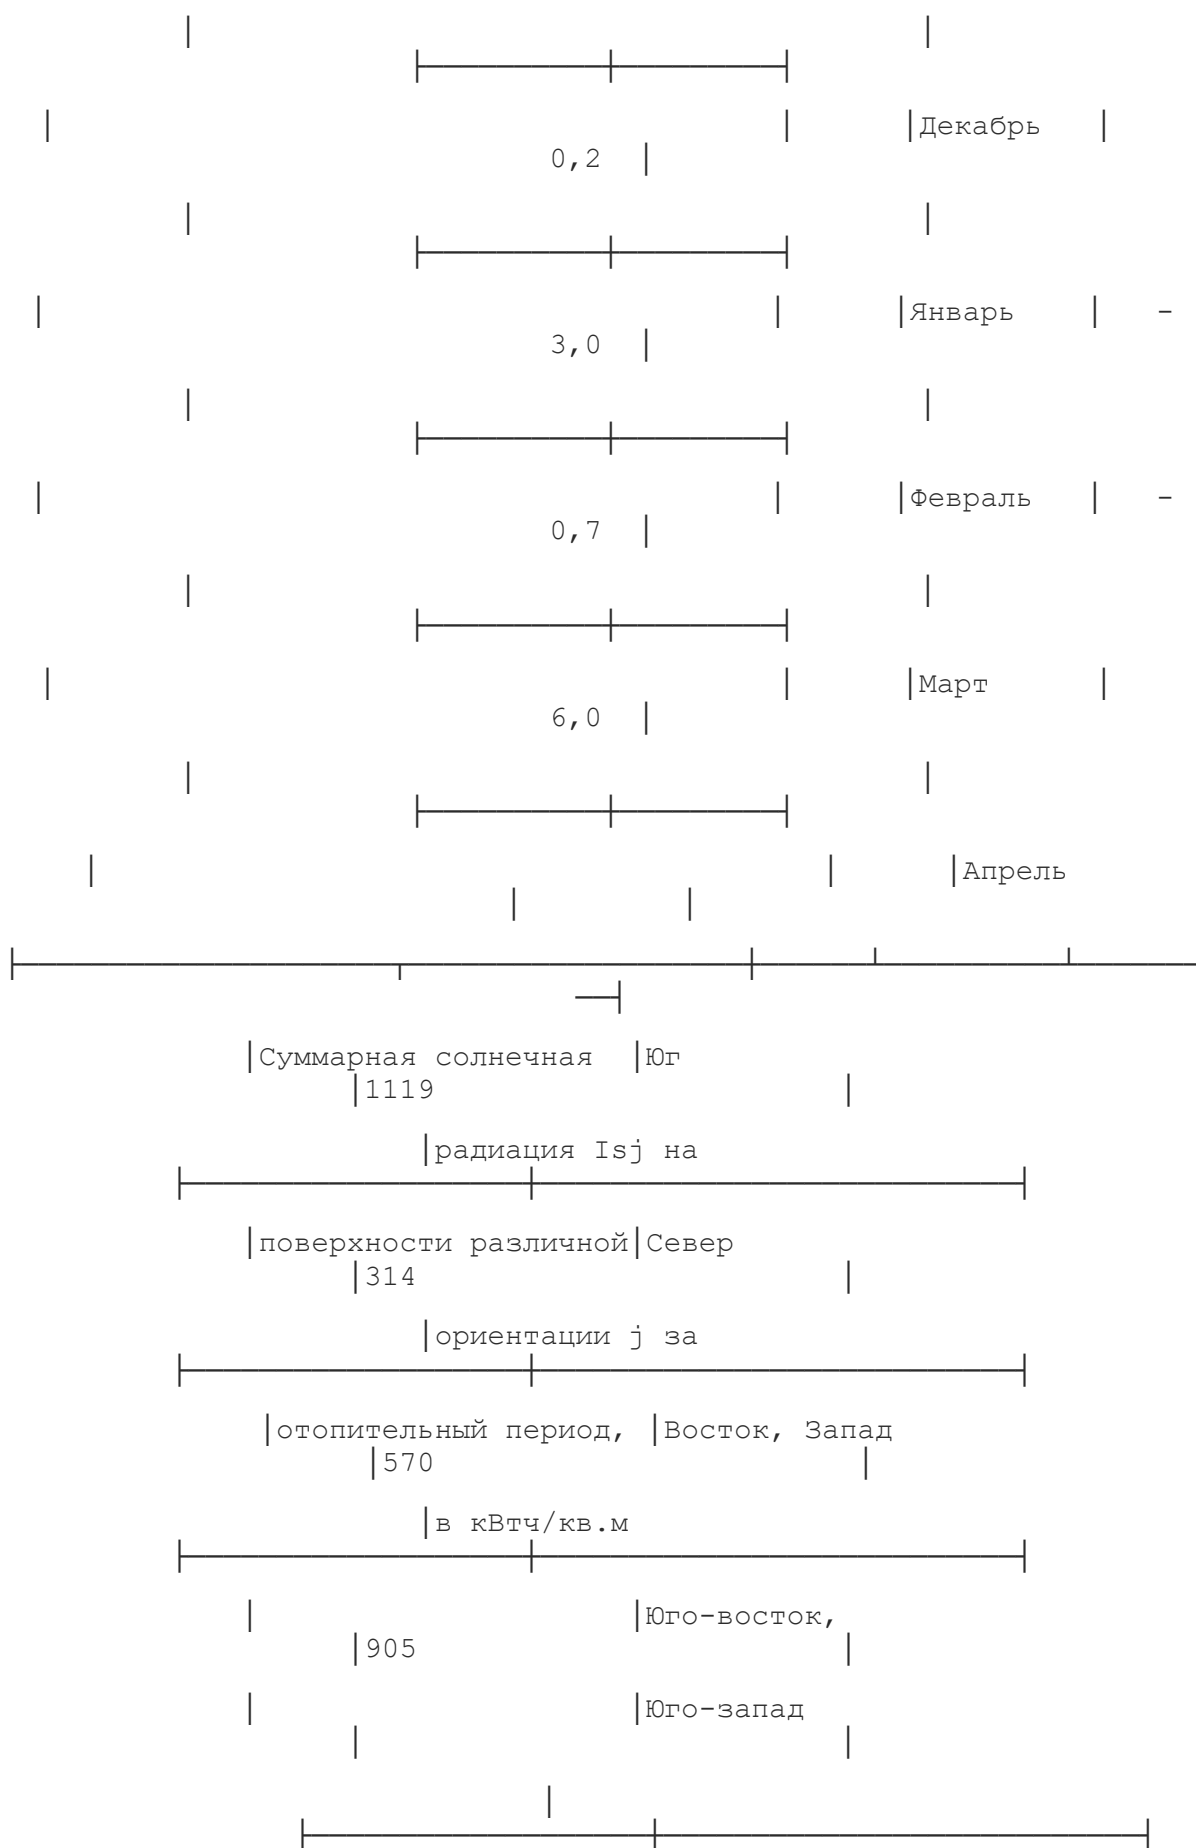 Декабрь
0,2
Январь -
3,0
Февраль -
0,7
Март
6,0
Апрель
Суммарная солнечная Юг
1119
радиация Isj на
поверхности различной Север
314
ориентации j за
отопительный период, Восток, Запад
570
в кВтч/кв.м
Юго-восток,
905
Юго-запад